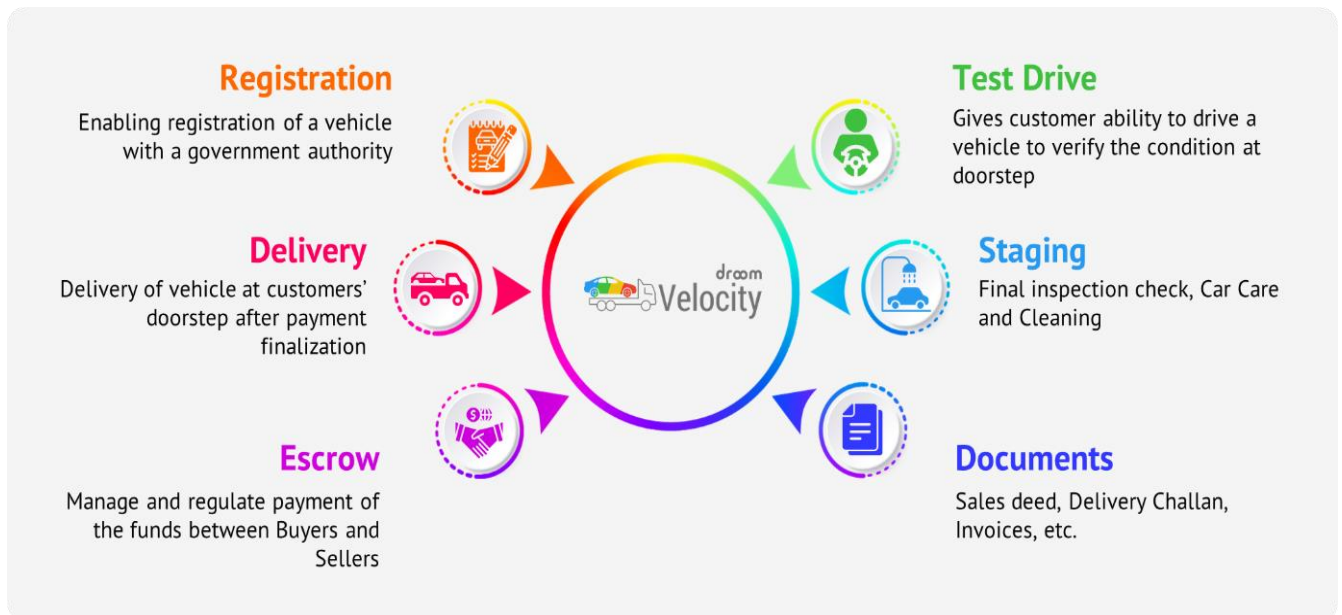 Registration
Enabling registration of a vehicle
with a government authority
Delivery
Delivery of vehicle at customers’
doorstep after payment
finalization
Escrow
Manage and regulate payment of
the funds between Buyers and
Sellers
droom
Velocity
Test Drive
Gives customer ability to drive a
vehicle to verify the condition at
doorstep
Staging
Final inspection check, Car Care
and Cleaning
Documents
Sales deed, Delivery Challan,
Invoices, etc.